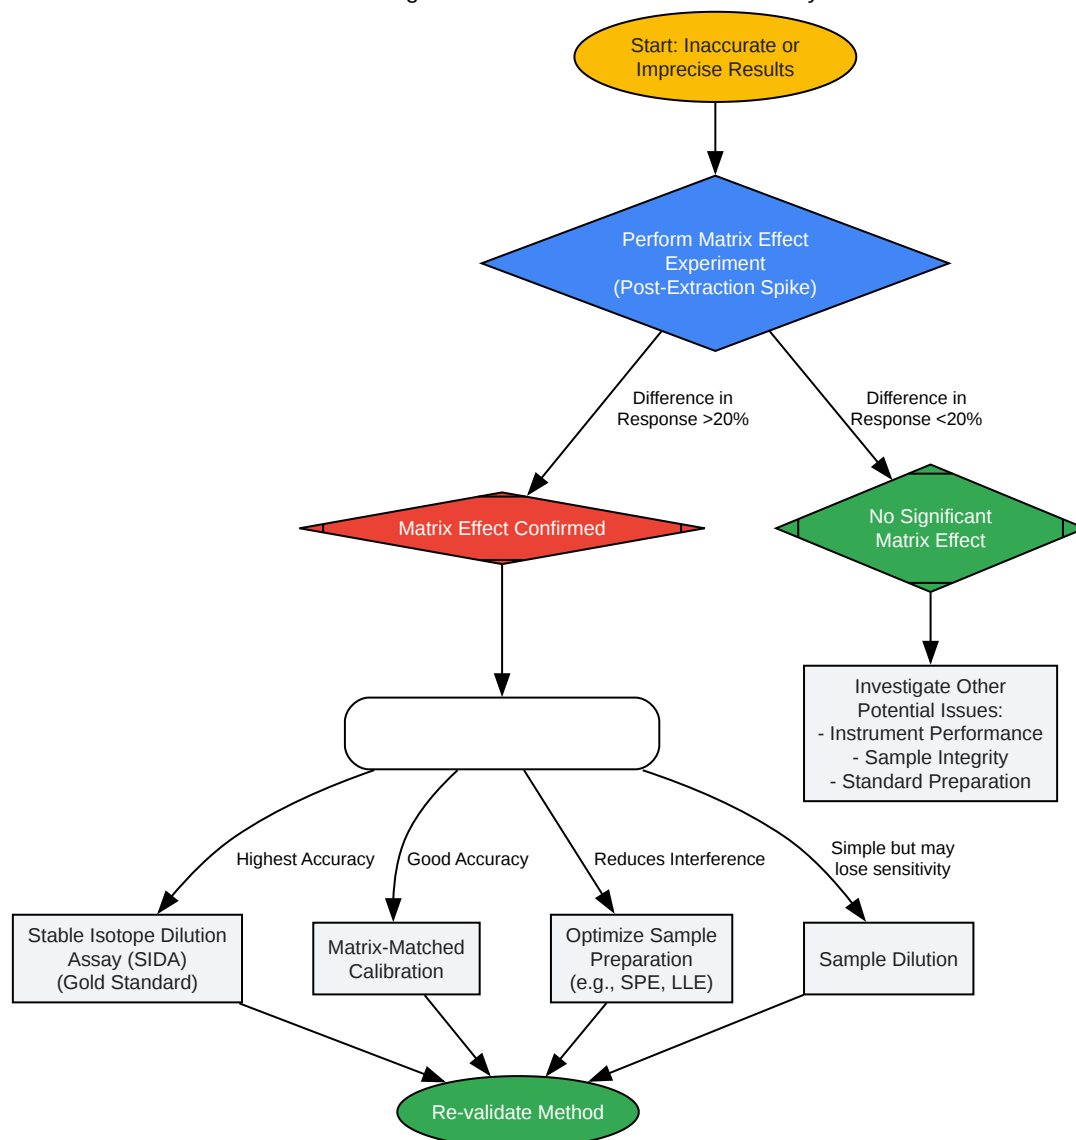 Start: Inaccurate or
Imprecise Results
Perform Matrix Effect
Experiment
(Post-Extraction Spike)
Difference in
Response >20%
Difference in
Response <20%
Matrix Effect Confirmed
No Significant
Matrix Effect
Investigate Other
Potential Issues:
- Instrument Performance
- Sample Integrity
- Standard Preparation
Highest Accuracy
Good Accuracy
Reduces Interference
Simple but may
lose sensitivity
Stable Isotope Dilution
Assay (SIDA)
(Gold Standard)
Matrix-Matched
Calibration
Optimize Sample
Preparation
(e.g., SPE, LLE)
Sample Dilution
Re-validate Method